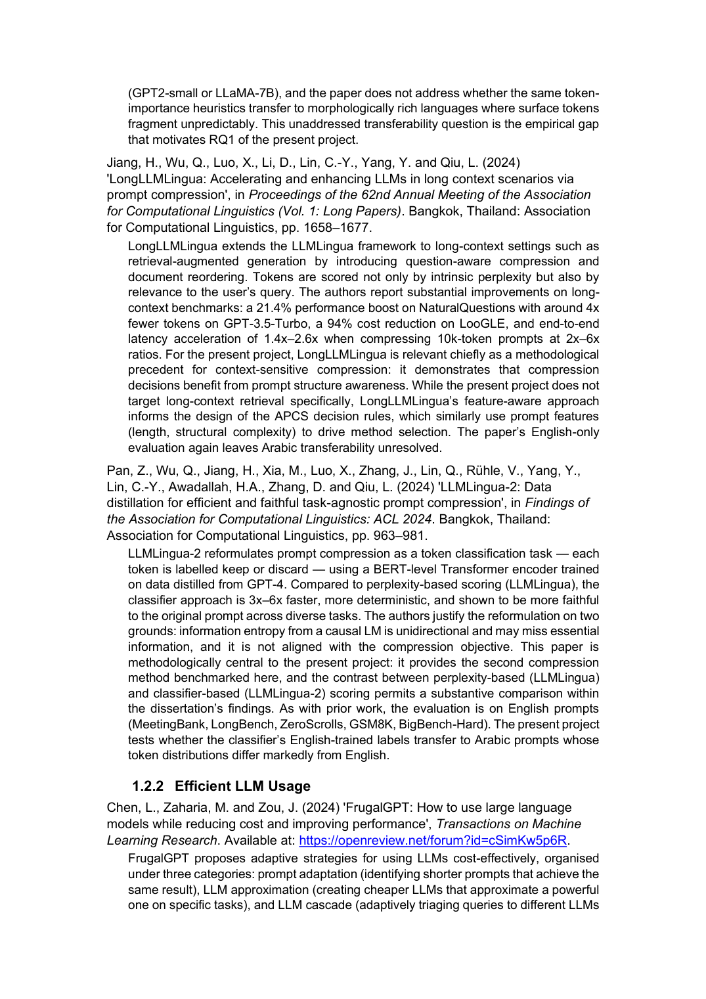 (GPT2-small or LLaMA-7B), and the paper does not address whether the same token-
importance heuristics transfer to morphologically rich languages where surface tokens
fragment unpredictably. This unaddressed transferability question is the empirical gap
that motivates RQ1 of the present project.
Jiang, H., Wu, Q., Luo, X., Li, D., Lin, C.-Y., Yang, Y. and Qiu, L. (2024)
'LongLLMLingua: Accelerating and enhancing LLMs in long context scenarios via
prompt compression', in Proceedings of the 62nd Annual Meeting of the Association
for Computational Linguistics (Vol. 1: Long Papers). Bangkok, Thailand: Association
for Computational Linguistics, pp. 1658–1677.
LongLLMLingua extends the LLMLingua framework to long-context settings such as
retrieval-augmented generation by introducing question-aware compression and
document reordering. Tokens are scored not only by intrinsic perplexity but also by
relevance to the user’s query. The authors report substantial improvements on long-
context benchmarks: a 21.4% performance boost on NaturalQuestions with around 4x
fewer tokens on GPT-3.5-Turbo, a 94% cost reduction on LooGLE, and end-to-end
latency acceleration of 1.4x–2.6x when compressing 10k-token prompts at 2x–6x
ratios. For the present project, LongLLMLingua is relevant chiefly as a methodological
precedent for context-sensitive compression: it demonstrates that compression
decisions benefit from prompt structure awareness. While the present project does not
target long-context retrieval specifically, LongLLMLingua’s feature-aware approach
informs the design of the APCS decision rules, which similarly use prompt features
(length, structural complexity) to drive method selection. The paper’s English-only
evaluation again leaves Arabic transferability unresolved.
Pan, Z., Wu, Q., Jiang, H., Xia, M., Luo, X., Zhang, J., Lin, Q., Rühle, V., Yang, Y.,
Lin, C.-Y., Awadallah, H.A., Zhang, D. and Qiu, L. (2024) 'LLMLingua-2: Data
distillation for efficient and faithful task-agnostic prompt compression', in Findings of
the Association for Computational Linguistics: ACL 2024. Bangkok, Thailand:
Association for Computational Linguistics, pp. 963–981.
LLMLingua-2 reformulates prompt compression as a token classification task — each
token is labelled keep or discard — using a BERT-level Transformer encoder trained
on data distilled from GPT-4. Compared to perplexity-based scoring (LLMLingua), the
classifier approach is 3x–6x faster, more deterministic, and shown to be more faithful
to the original prompt across diverse tasks. The authors justify the reformulation on two
grounds: information entropy from a causal LM is unidirectional and may miss essential
information, and it is not aligned with the compression objective. This paper is
methodologically central to the present project: it provides the second compression
method benchmarked here, and the contrast between perplexity-based (LLMLingua)
and classifier-based (LLMLingua-2) scoring permits a substantive comparison within
the dissertation’s findings. As with prior work, the evaluation is on English prompts
(MeetingBank, LongBench, ZeroScrolls, GSM8K, BigBench-Hard). The present project
tests whether the classifier’s English-trained labels transfer to Arabic prompts whose
token distributions differ markedly from English.
1.2.2 Efficient LLM Usage
Chen, L., Zaharia, M. and Zou, J. (2024) 'FrugalGPT: How to use large language
models while reducing cost and improving performance', Transactions on Machine
Learning Research. Available at: https://openreview.net/forum?id=cSimKw5p6R.
FrugalGPT proposes adaptive strategies for using LLMs cost-effectively, organised
under three categories: prompt adaptation (identifying shorter prompts that achieve the
same result), LLM approximation (creating cheaper LLMs that approximate a powerful
one on specific tasks), and LLM cascade (adaptively triaging queries to different LLMs